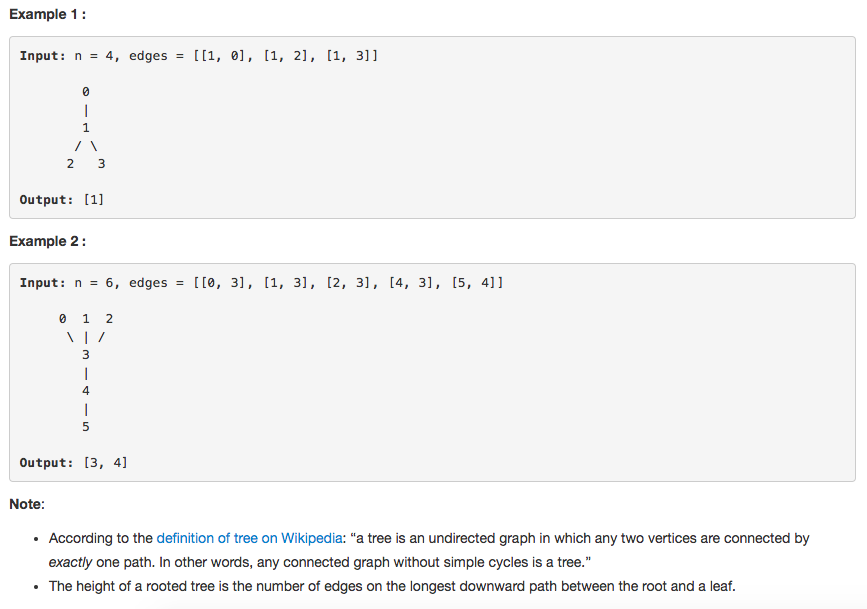 Example 1 :
Input: n = 4, edges = [[1, 0], [1, 2], [1, 3]]
0
|
1
/ \
2 3
Output: [1]
Example 2 :
Input: n = 6, edges = [[0, 3], [1, 3], [2, 3], [4, 3], [5, 4]]
0 1 2
\ | /
3
|
4
|
5
Output: [3, 4]
Note:
• According to the definition of tree on Wikipedia: “a tree is an undirected graph in which any two vertices are connected by
exactly one path. In other words, any connected graph without simple cycles is a tree.”
• The height of a rooted tree is the number of edges on the longest downward path between the root and a leaf.